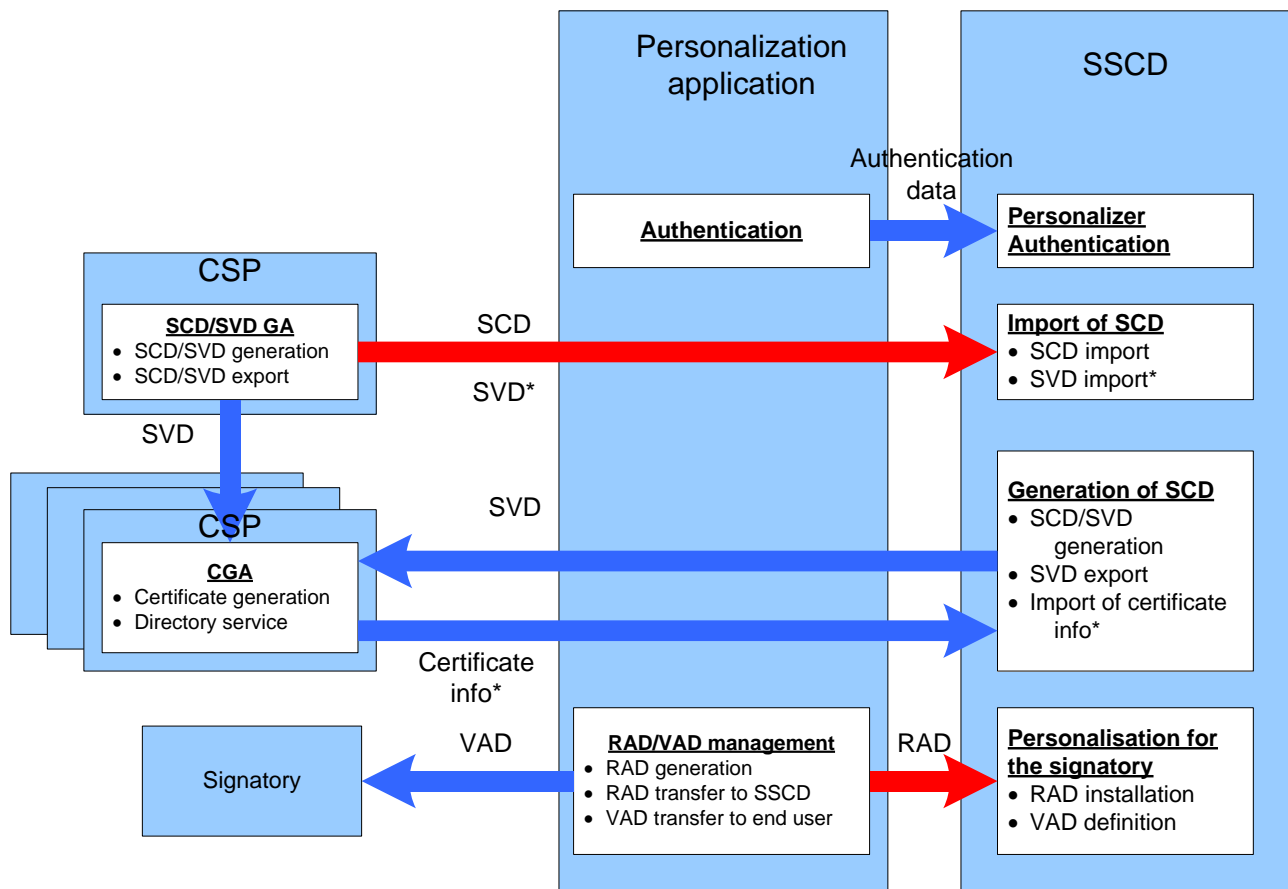 Personalization
application
SSCD
Authentication
data
Authentication
Personalizer
Authentication
CSP
SCD/SVD GA
• SCD/SVD generation
• SCD/SVD export
SCD
SVD*
Import of SCD
• SCD import
• SVD import*
SVD
CSP
CGA
• Certificate generation
• Directory service
SVD
Certificate
info*
Generation of SCD
• SCD/SVD
generation
• SVD export
• Import of certificate
info*
Signatory
VAD
RAD/VAD management
• RAD generation
• RAD transfer to SSCD
• VAD transfer to end user
RAD
Personalisation for
the signatory
• RAD installation
• VAD definition